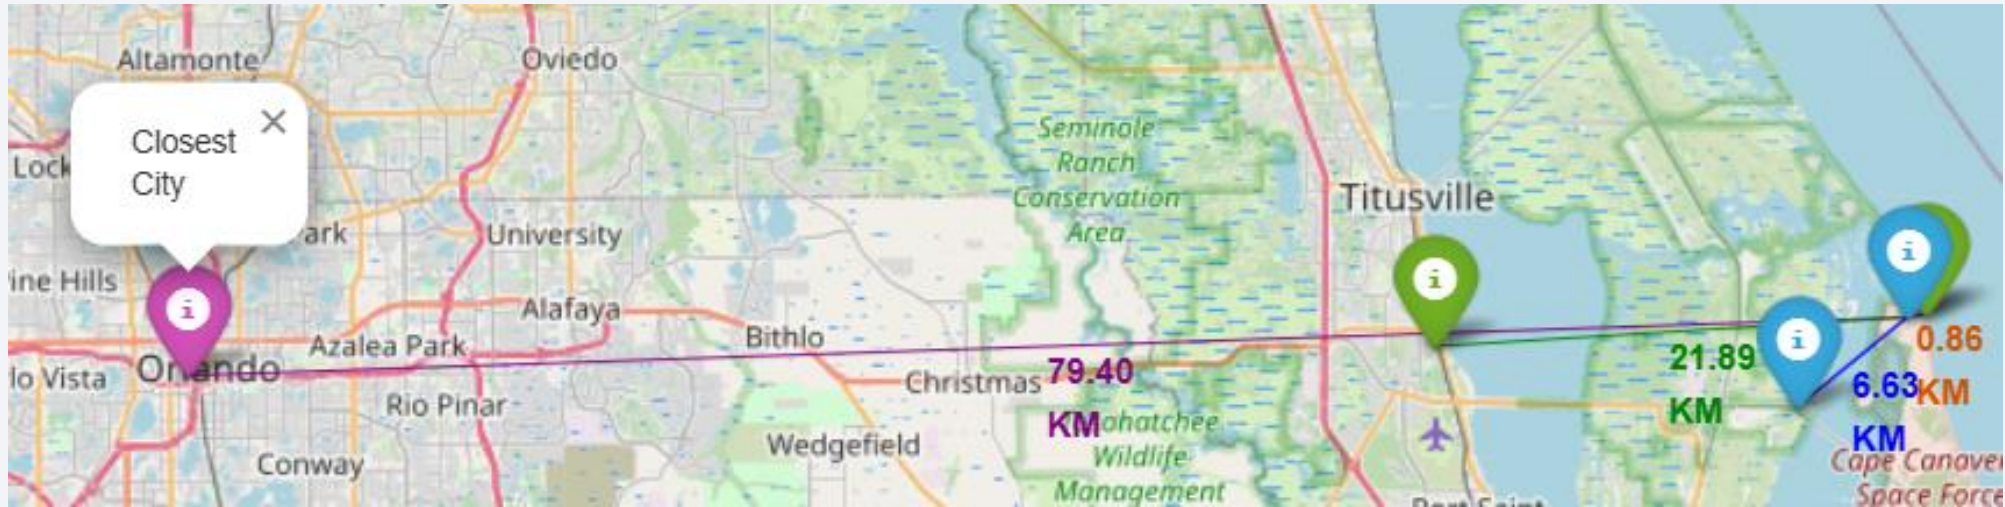 Altamonte
Oviedo
Closest
City
×
Lock
ark
University
Seminole
Ranch
Conservation
Area
Titusville
ine Hills
i
i
i
i
Alafaya
Azalea Park
Bithlo
Orlando
lo Vista
Rio Pinar
Christmas
79.40
KM
ohatchee
Wildlife
Management
21.89
KM
6.63
KM
0.86
KM
Wedgefield
Conway
Cape Canaver
Space Force
Port Saint